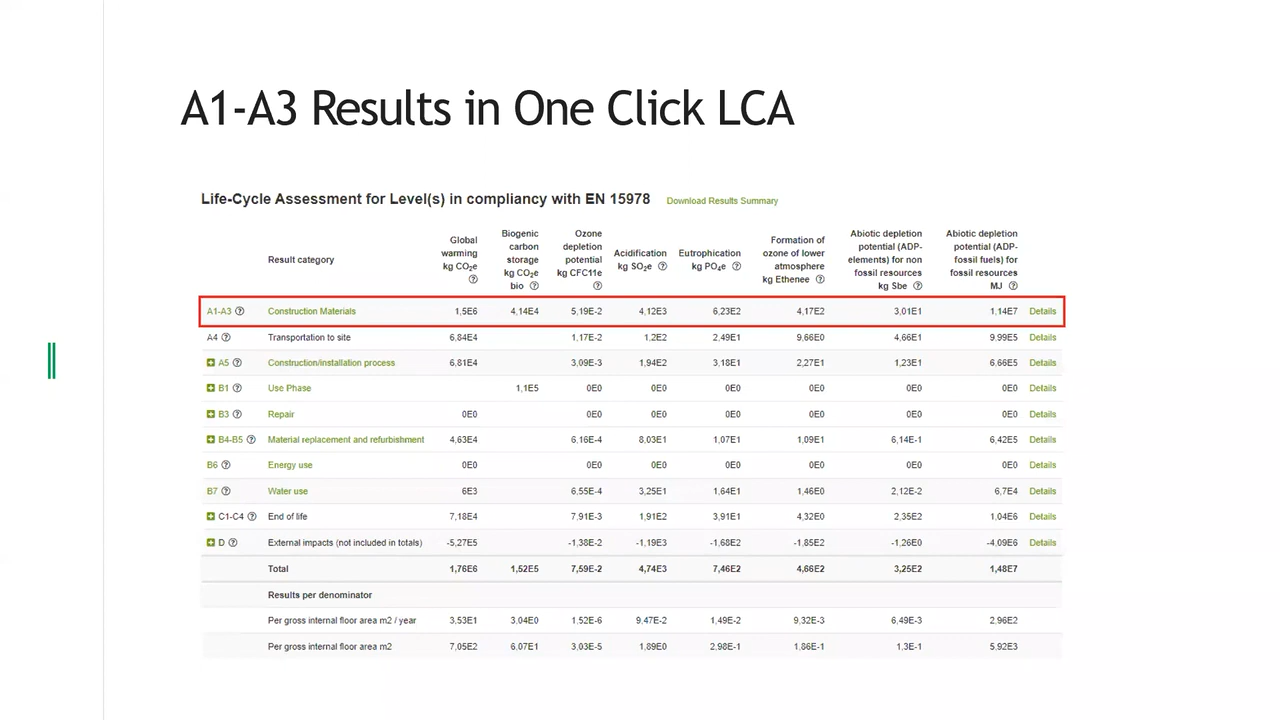 A1-A3 Results in One Click LCA
Life-Cycle Assessment for Level(s) in compliancy with EN 15978 Download Results Summary
Result category Global warming kg CO2e ? Biogenic carbon storage kg CO2e bio ? Ozone depletion potential kg CFC11e ? Acidification kg SO2e ? Eutrophication kg PO4e ? Formation of ozone of lower atmosphere kg Ethenee ? Abiotic depletion potential (ADP-elements) for non fossil resources kg Sbe ? Abiotic depletion potential (ADP-fossil fuels) for fossil resources MJ ?
A1-A3 ? Construction Materials 1,5E6 4,14E4 5,19E-2 4,12E3 6,23E2 4,17E2 3,01E1 1,14E7 Details
A4 ? Transportation to site 6,84E4 1,17E-2 1,2E2 2,49E1 9,66E0 4,66E1 9,99E5 Details
A5 ? Construction/installation process 6,81E4 3,09E-3 1,94E2 3,18E1 2,27E1 1,23E1 6,66E5 Details
B1 ? Use Phase 1,1E5 0E0 0E0 0E0 0E0 0E0 0E0 Details
B3 ? Repair 0E0 0E0 0E0 0E0 0E0 0E0 0E0 Details
B4-B5 ? Material replacement and refurbishment 4,63E4 6,16E-4 8,03E1 1,07E1 1,09E1 6,14E-1 6,42E5 Details
B6 ? Energy use 0E0 0E0 0E0 0E0 0E0 0E0 0E0 Details
B7 ? Water use 6E3 6,55E-4 3,25E1 1,64E1 1,46E0 2,12E-2 6,7E4 Details
C1-C4 ? End of life 7,18E4 7,91E-3 1,91E2 3,91E1 4,32E0 2,35E2 1,04E6 Details
D ? External impacts (not included in totals) -5,27E5 -1,38E-2 -1,19E3 -1,68E2 -1,85E2 -1,26E0 -4,09E6 Details
Total 1,76E6 1,52E5 7,59E-2 4,74E3 7,46E2 4,66E2 3,25E2 1,48E7
Results per denominator
Per gross internal floor area m2 / year 3,53E1 3,04E0 1,52E-6 9,47E-2 1,49E-2 9,32E-3 6,49E-3 2,96E2
Per gross internal floor area m2 7,05E2 6,07E1 3,03E-5 1,89E0 2,98E-1 1,86E-1 1,3E-1 5,92E3